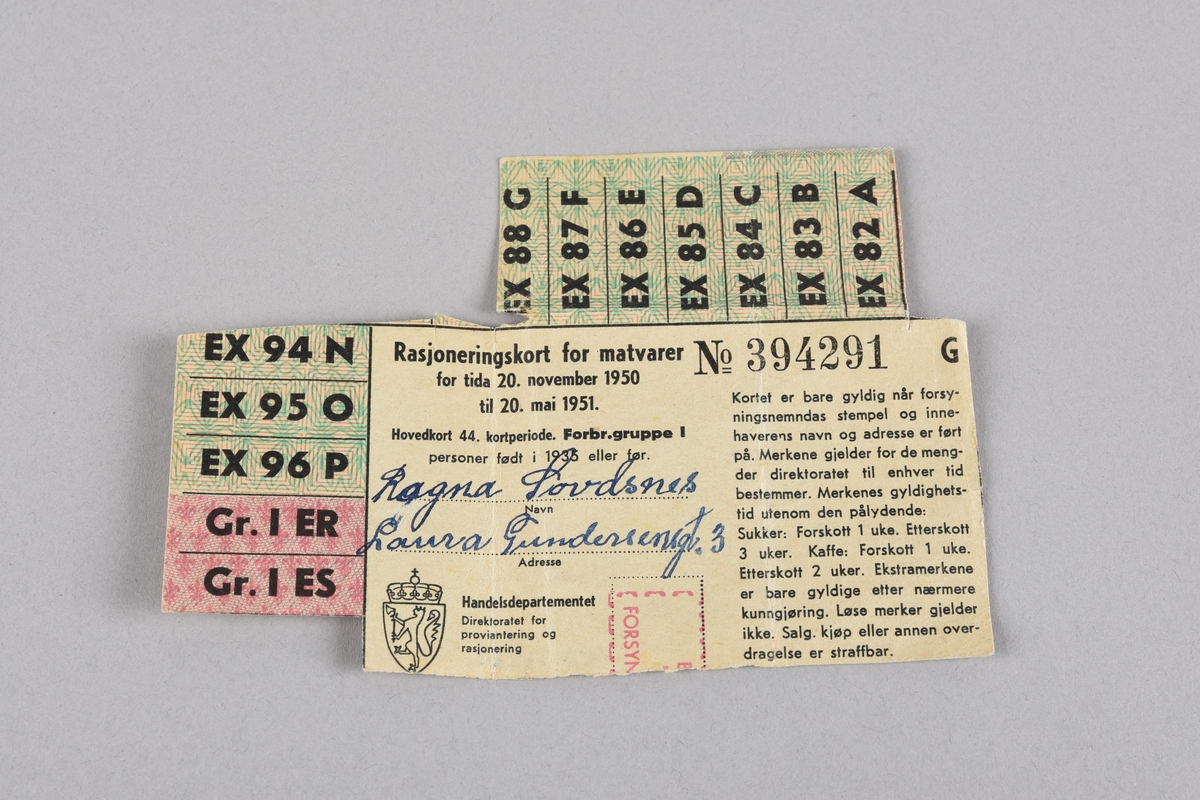 EX 88 G
EX 87 F
EX 86 E
EX 85 D
EX 84 C
EX 83 B
EX 82 A
EX 94 N
EX 95 O
EX 96 P
Gr. I ER
Gr. I ES
Rasjoneringskort for matvarer
for tida 20. november 1950
til 20. mai 1951.
Hovedkort 44. kortperiode. Forbr.gruppe I
personer født i 1936 eller før.
Ragna Lovdsnes
Navn
Laura Gundersensgt. 3
Adresse
Handelsdepartementet
Direktoratet for
proviantering og
rasjonering
FORSYN
B
№ 394291 G
Kortet er bare gyldig når forsy-
ningsnemndas stempel og inne-
haverens navn og adresse er ført
på. Merkene gjelder for de meng-
der direktoratet til enhver tid
bestemmer. Merkenes gyldighets-
tid utenom den pålydende:
Sukker: Forskott 1 uke. Etterskott
3 uker. Kaffe: Forskott 1 uke.
Etterskott 2 uker. Ekstramerkene
er bare gyldige etter nærmere
kunngjøring. Løse merker gjelder
ikke. Salg. kjøp eller annen over-
dragelse er straffbar.